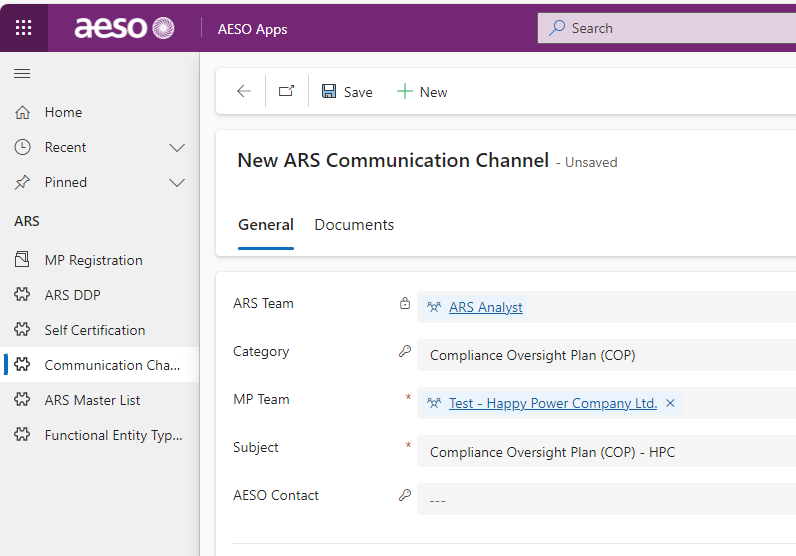 aeso AESO Apps Search
Save New
Home
Recent
Pinned
New ARS Communication Channel - Unsaved
General Documents
ARS
MP Registration
ARS DDP
Self Certification
Communication Cha...
ARS Master List
Functional Entity Typ...
ARS Team ARS Analyst
Category Compliance Oversight Plan (COP)
MP Team * Test - Happy Power Company Ltd.
Subject * Compliance Oversight Plan (COP) - HPC
AESO Contact ---